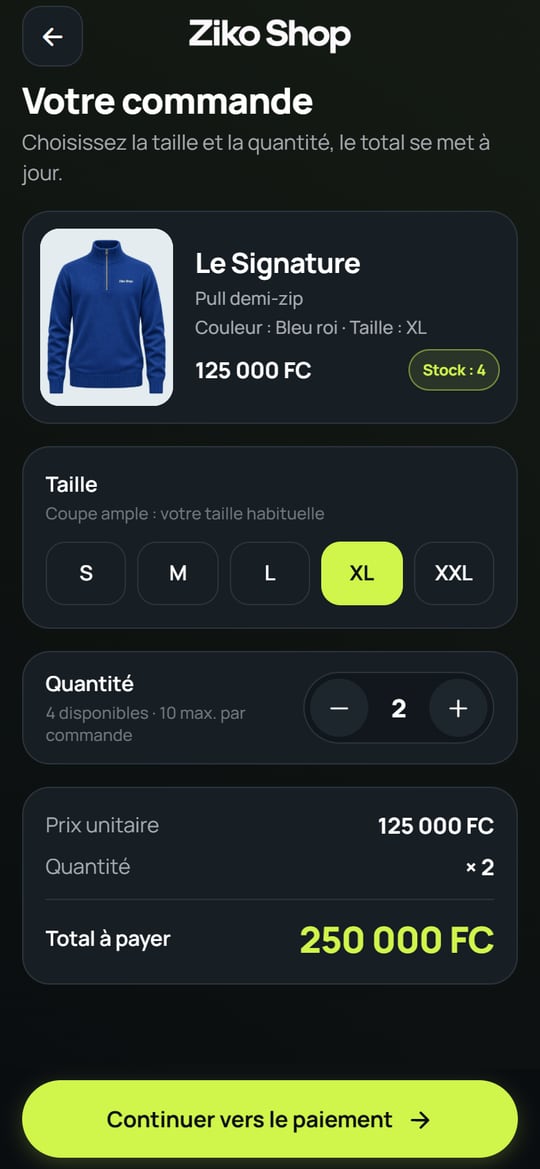 Ziko Shop
Votre commande
Choisissez la taille et la quantité, le total se met à
jour.
Le Signature
Pull demi-zip
Couleur : Bleu roi · Taille : XL
125 000 FC
Stock : 4
Ziko Shop
Taille
Coupe ample : votre taille habituelle
S M L XL XXL
Quantité
4 disponibles · 10 max. par
commande
− 2 +
Prix unitaire 125 000 FC
Quantité × 2
Total à payer 250 000 FC
Continuer vers le paiement →